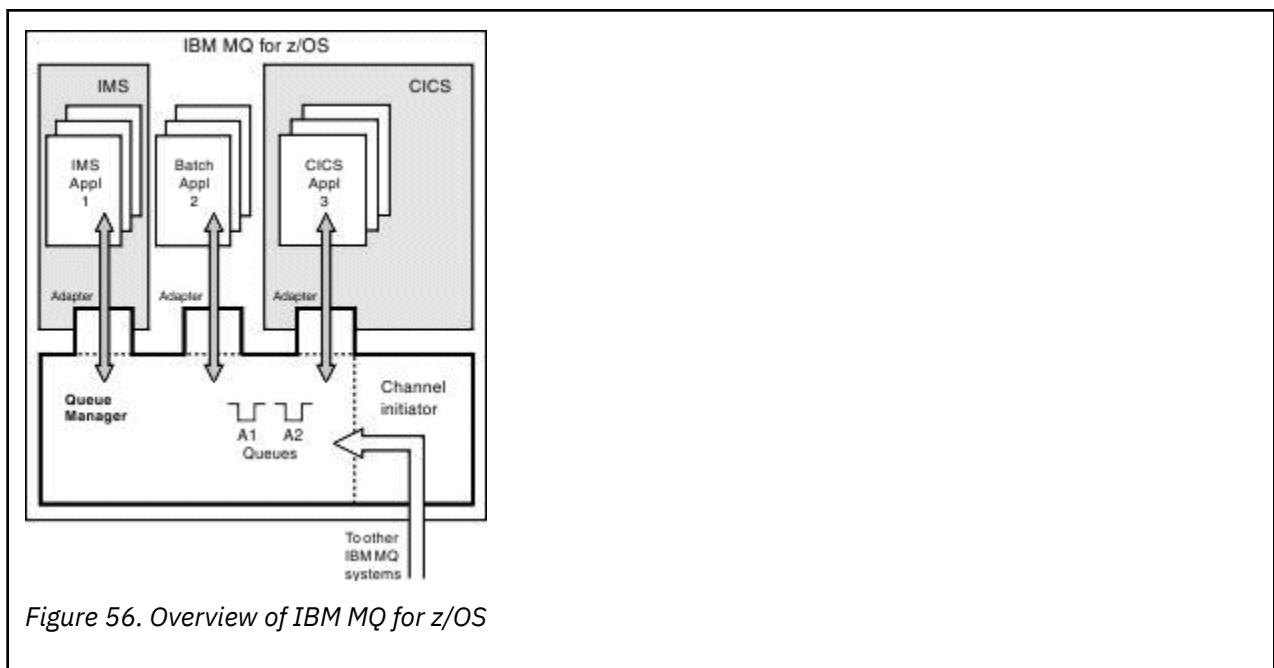 IBM MQ for z/OS
IMS
CICS
IMS
Appl
1
Batch
Appl
2
CICS
Appl
3
Adapter
Adapter
Adapter
Queue
Manager
Channel
initiator
A1 A2
Queues
To other
IBM MQ
systems
Figure 56. Overview of IBM MQ for z/OS